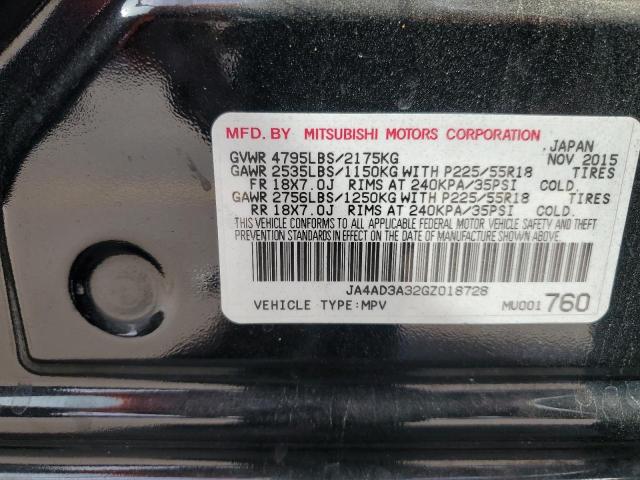 MFD. BY MITSUBISHI MOTORS CORPORATION
JAPAN
GVWR 4795LBS/2175KG NOV 2015
GAWR 2535LBS/1150KG WITH P225/55R18 TIRES
FR 18X7.0J RIMS AT 240KPA/35PSI COLD.
GAWR 2756LBS/1250KG WITH P225/55R18 TIRES
RR 18X7.0J RIMS AT 240KPA/35PSI COLD.
THIS VEHICLE CONFORMS TO ALL APPLICABLE FEDERAL MOTOR VEHICLE SAFETY AND THEFT
PREVENTION STANDARDS IN EFFECT ON THE DATE OF MANUFACTURE SHOWN ABOVE.
JA4AD3A32GZ018728
VEHICLE TYPE:MPV MU001760